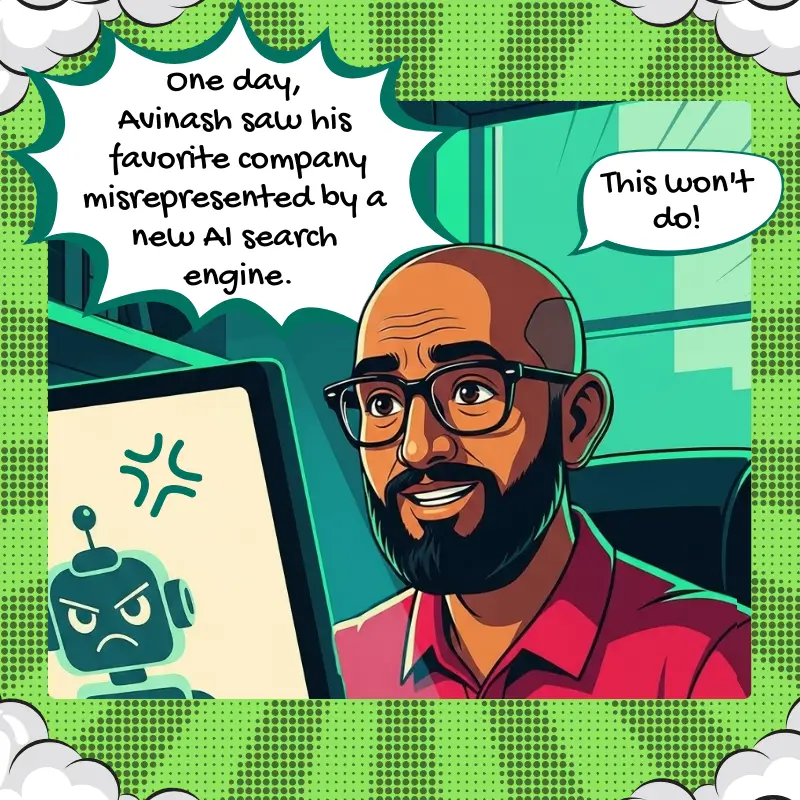 One day,
Avinash saw his
favorite company
misrepresented by a
new AI search
engine.
This won't
do!